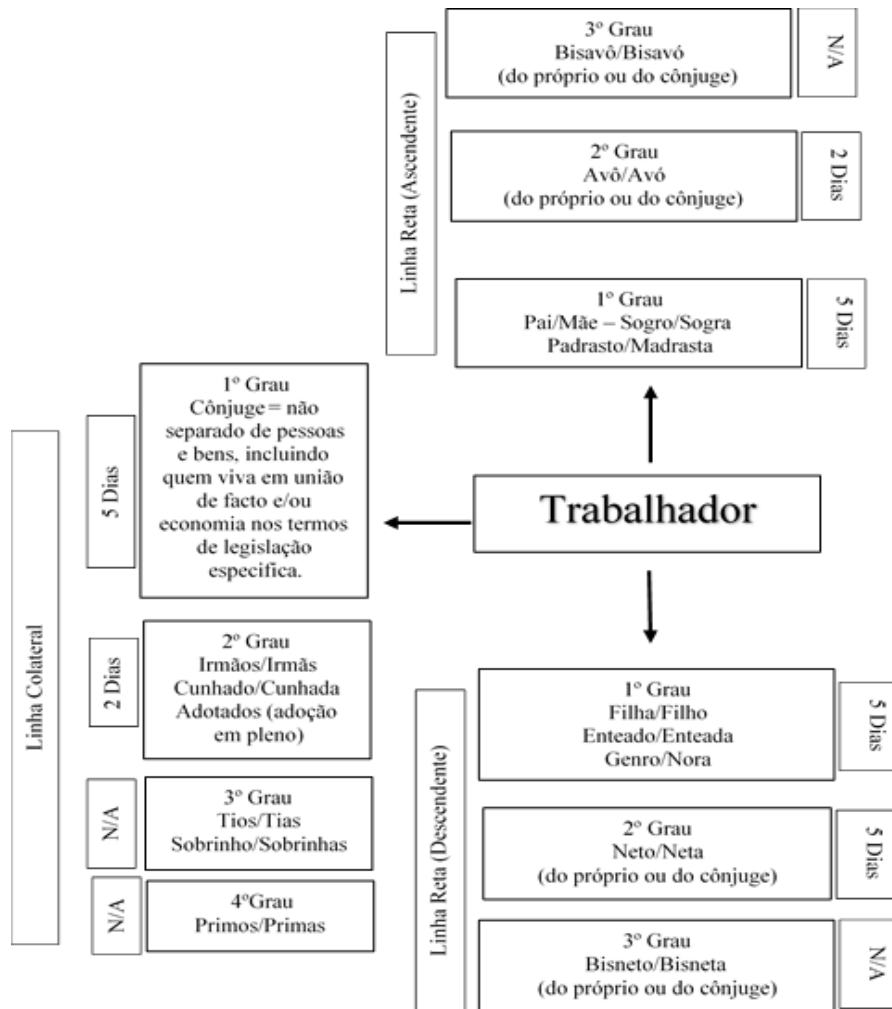 Linha Reta (Ascendente)
3º Grau
Bisavô/Bisavó
(do próprio ou do cônjuge)
N/A
2º Grau
Avô/Avó
(do próprio ou do cônjuge)
2 Dias
1º Grau
Pai/Mãe – Sogro/Sogra
Padrasto/Madrasta
5 Dias
Trabalhador
Linha Colateral
5 Dias
1º Grau
Cônjuge= não
separado de pessoas
e bens, incluindo
quem viva em união
de facto e/ou
economia nos termos
de legislação
especifica.
2 Dias
2º Grau
Irmãos/Irmãs
Cunhado/Cunhada
Adotados (adoção
em pleno)
N/A
3º Grau
Tios/Tias
Sobrinho/Sobrinhas
N/A
4ºGrau
Primos/Primas
Linha Reta (Descendente)
1º Grau
Filha/Filho
Enteado/Enteada
Genro/Nora
5 Dias
2º Grau
Neto/Neta
(do próprio ou do cônjuge)
5 Dias
3º Grau
Bisneto/Bisneta
(do próprio ou do cônjuge)
N/A